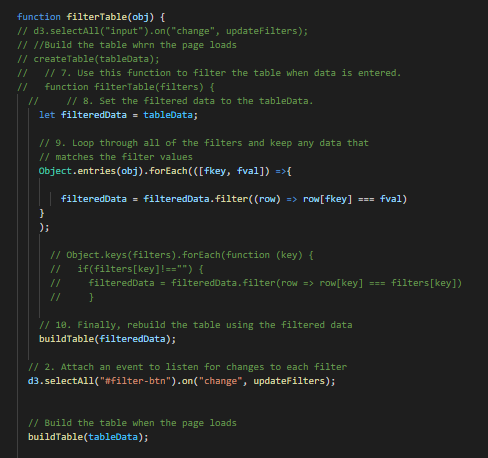 function filterTable(obj) {
// d3.selectAll("input").on("change", updateFilters);
// //Build the table whrn the page loads
// createTable(tableData);
//   // 7. Use this function to filter the table when data is entered.
//   function filterTable(filters) {
//     // 8. Set the filtered data to the tableData.
let filteredData = tableData;
// 9. Loop through all of the filters and keep any data that
// matches the filter values
Object.entries(obj).forEach(([fkey, fval]) =>{
filteredData = filteredData.filter((row) => row[fkey] === fval)
}
);
// Object.keys(filters).forEach(function (key) {
//   if(filters[key]!=="") {
//     filteredData = filteredData.filter(row => row[key] === filters[key])
//     }
// 10. Finally, rebuild the table using the filtered data
buildTable(filteredData);
// 2. Attach an event to listen for changes to each filter
d3.selectAll("#filter-btn").on("change", updateFilters);
// Build the table when the page loads
buildTable(tableData);